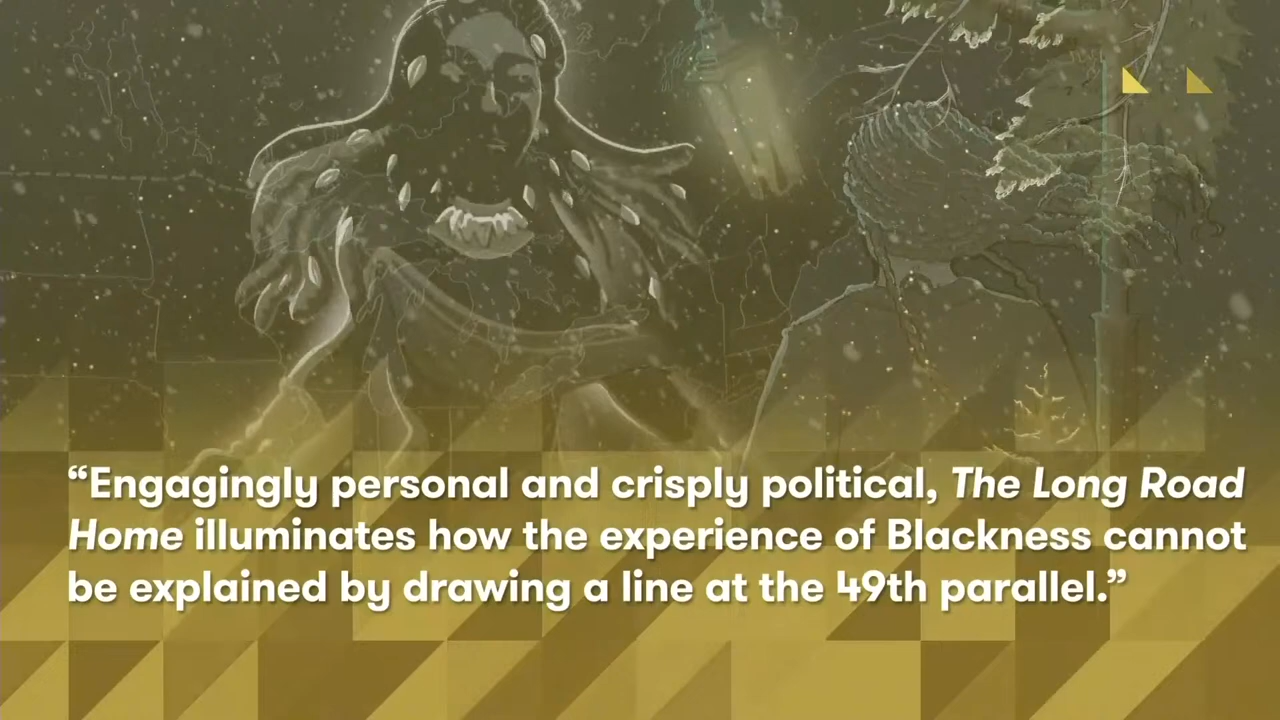 “Engagingly personal and crisply political, The Long Road
Home illuminates how the experience of Blackness cannot
be explained by drawing a line at the 49th parallel.”